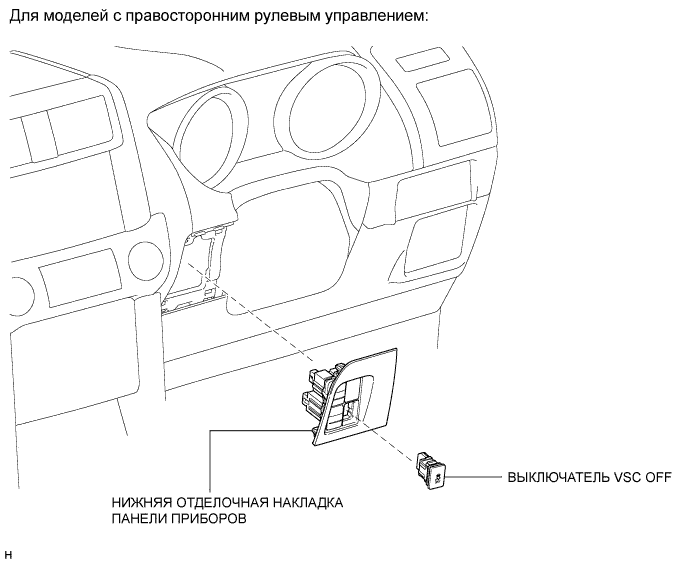 Для моделей с правосторонним рулевым управлением:
ВЫКЛЮЧАТЕЛЬ VSC OFF
НИЖНЯЯ ОТДЕЛОЧНАЯ НАКЛАДКА
ПАНЕЛИ ПРИБОРОВ
н